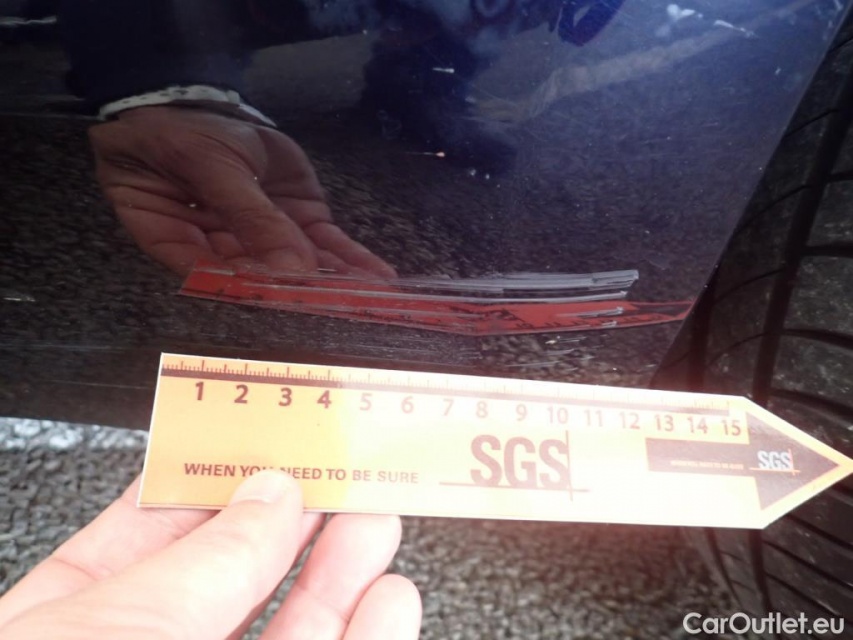 1 2 3 4 5 6 7 8 9 10 11 12 13 14 15
SGS
SGS
WHEN YOU NEED TO BE SURE
CarOutlet.eu